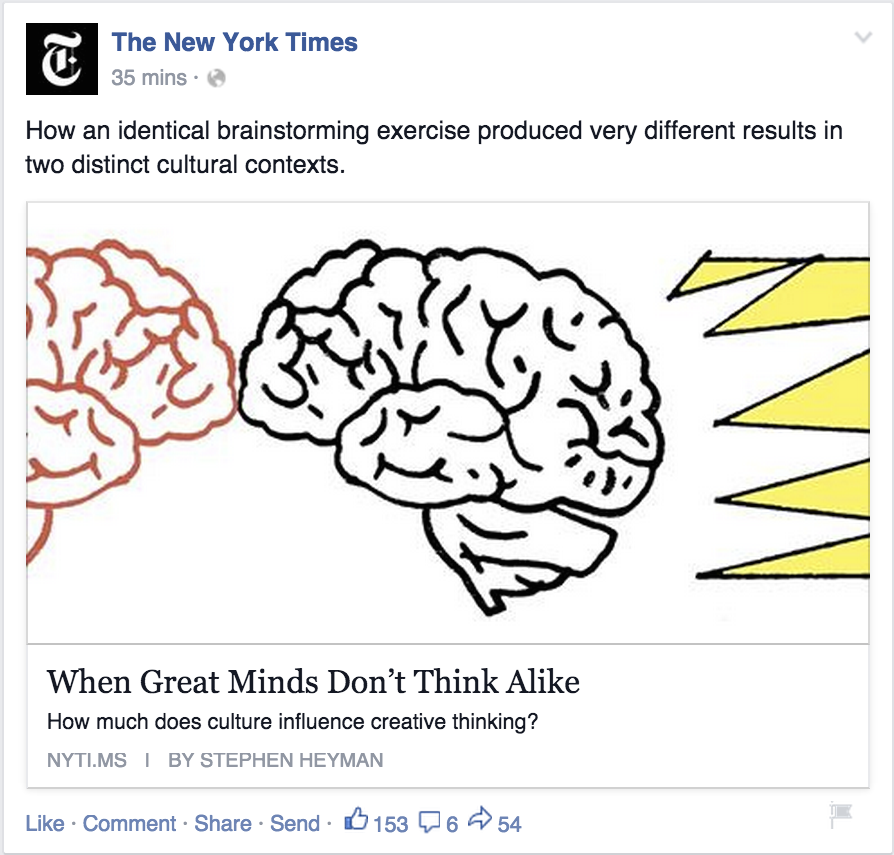 The New York Times
35 mins ·
How an identical brainstorming exercise produced very different results in
two distinct cultural contexts.
When Great Minds Don’t Think Alike
How much does culture influence creative thinking?
NYTI.MS | BY STEPHEN HEYMAN
Like · Comment · Share · Send · 153 6 54